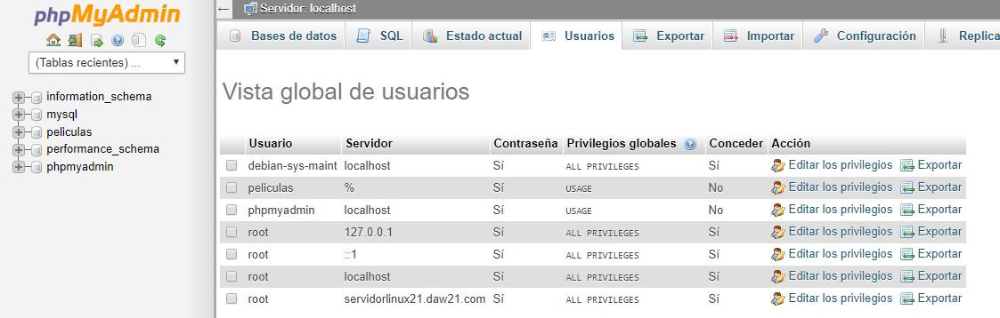 phpMyAdmin
(Tablas recientes) ...
information_schema
mysql
peliculas
performance_schema
phpmyadmin
Servidor: localhost
Bases de datos SQL Estado actual Usuarios Exportar Importar Configuración Replica
Vista global de usuarios
Usuario Servidor Contraseña Privilegios globales Conceder Acción
debian-sys-maint localhost Sí ALL PRIVILEGES Sí Editar los privilegios Exportar
peliculas % Sí USAGE No Editar los privilegios Exportar
phpmyadmin localhost Sí USAGE No Editar los privilegios Exportar
root 127.0.0.1 Sí ALL PRIVILEGES Sí Editar los privilegios Exportar
root ::1 Sí ALL PRIVILEGES Sí Editar los privilegios Exportar
root localhost Sí ALL PRIVILEGES Sí Editar los privilegios Exportar
root servidorlinux21.daw21.com Sí ALL PRIVILEGES Sí Editar los privilegios Exportar